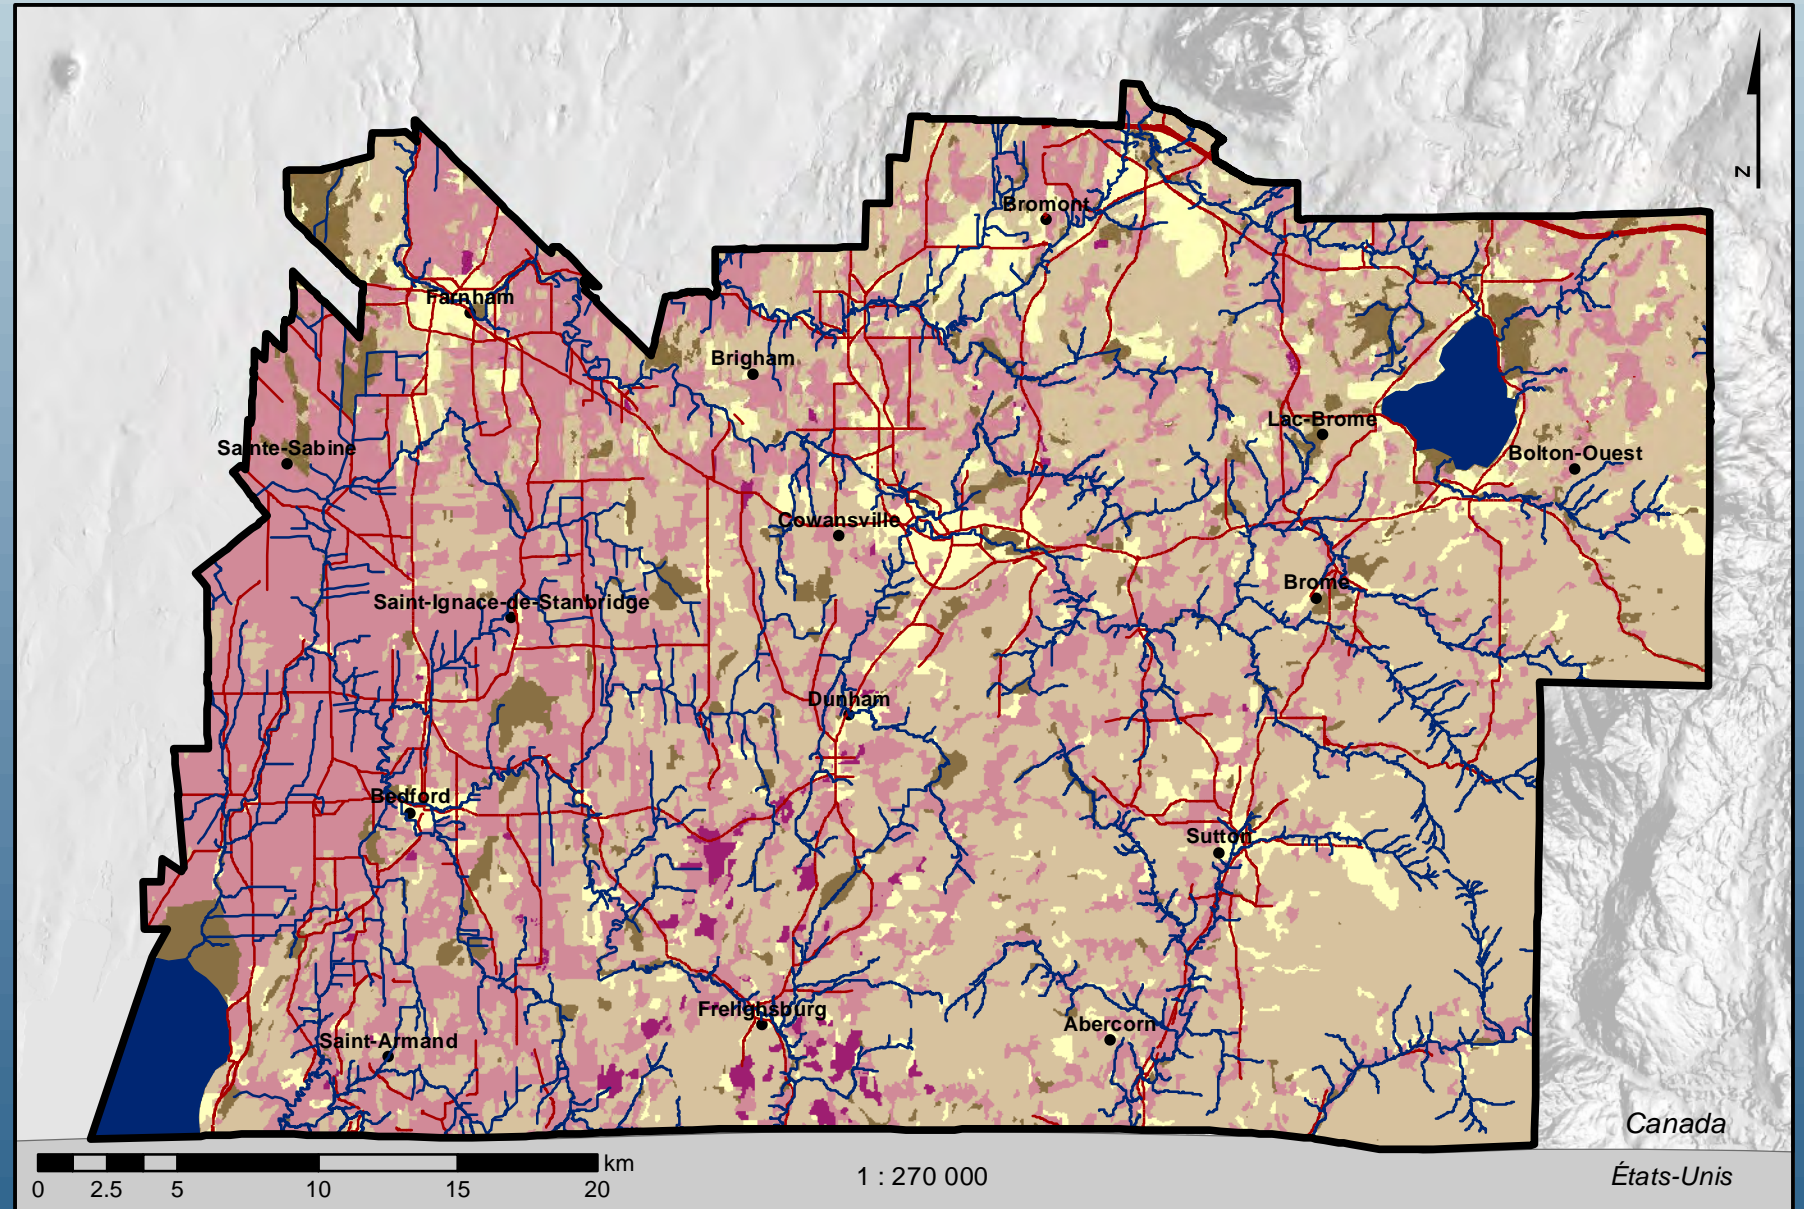 N
Bromont
Farnham
Brigham
Lac-Brome
Sainte-Sabine
Bolton-Ouest
Cowansville
Brome
Saint-Ignace-de-Stanbridge
Dunham
Bedford
Sutton
Frelighsburg
Abercorn
Saint-Armand
Canada
km
1 : 270 000
États-Unis
0 2.5 5 10 15 20